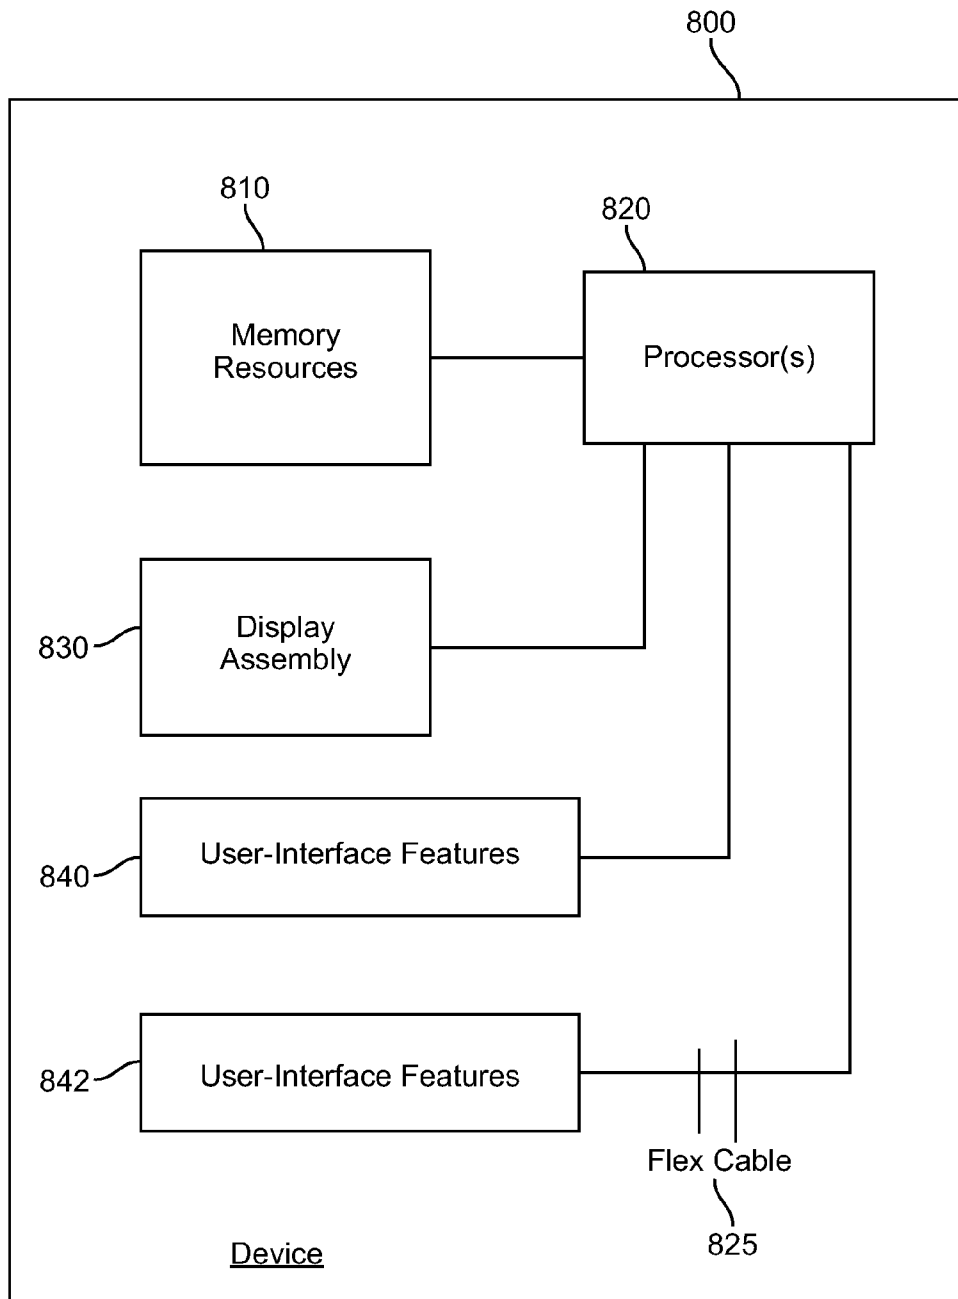 800
810
820
Memory
Resources
Processor(s)
830
Display
Assembly
840
User-Interface Features
842
User-Interface Features
Flex Cable
825
Device